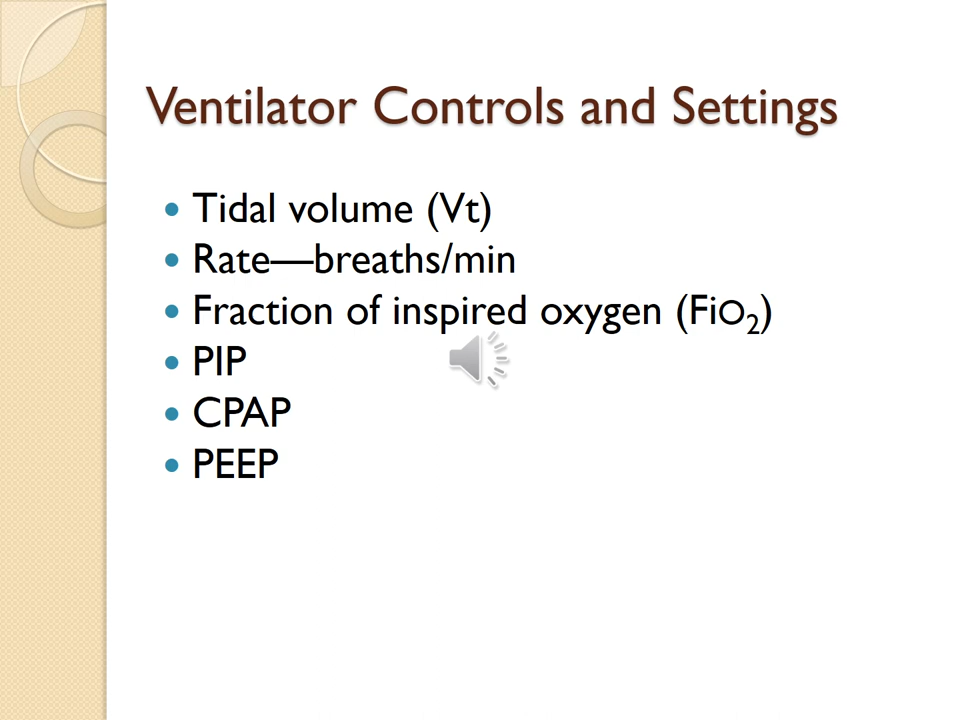 Ventilator Controls and Settings
• Tidal volume (Vt)
• Rate—breaths/min
• Fraction of inspired oxygen (FiO₂)
• PIP
• CPAP
• PEEP